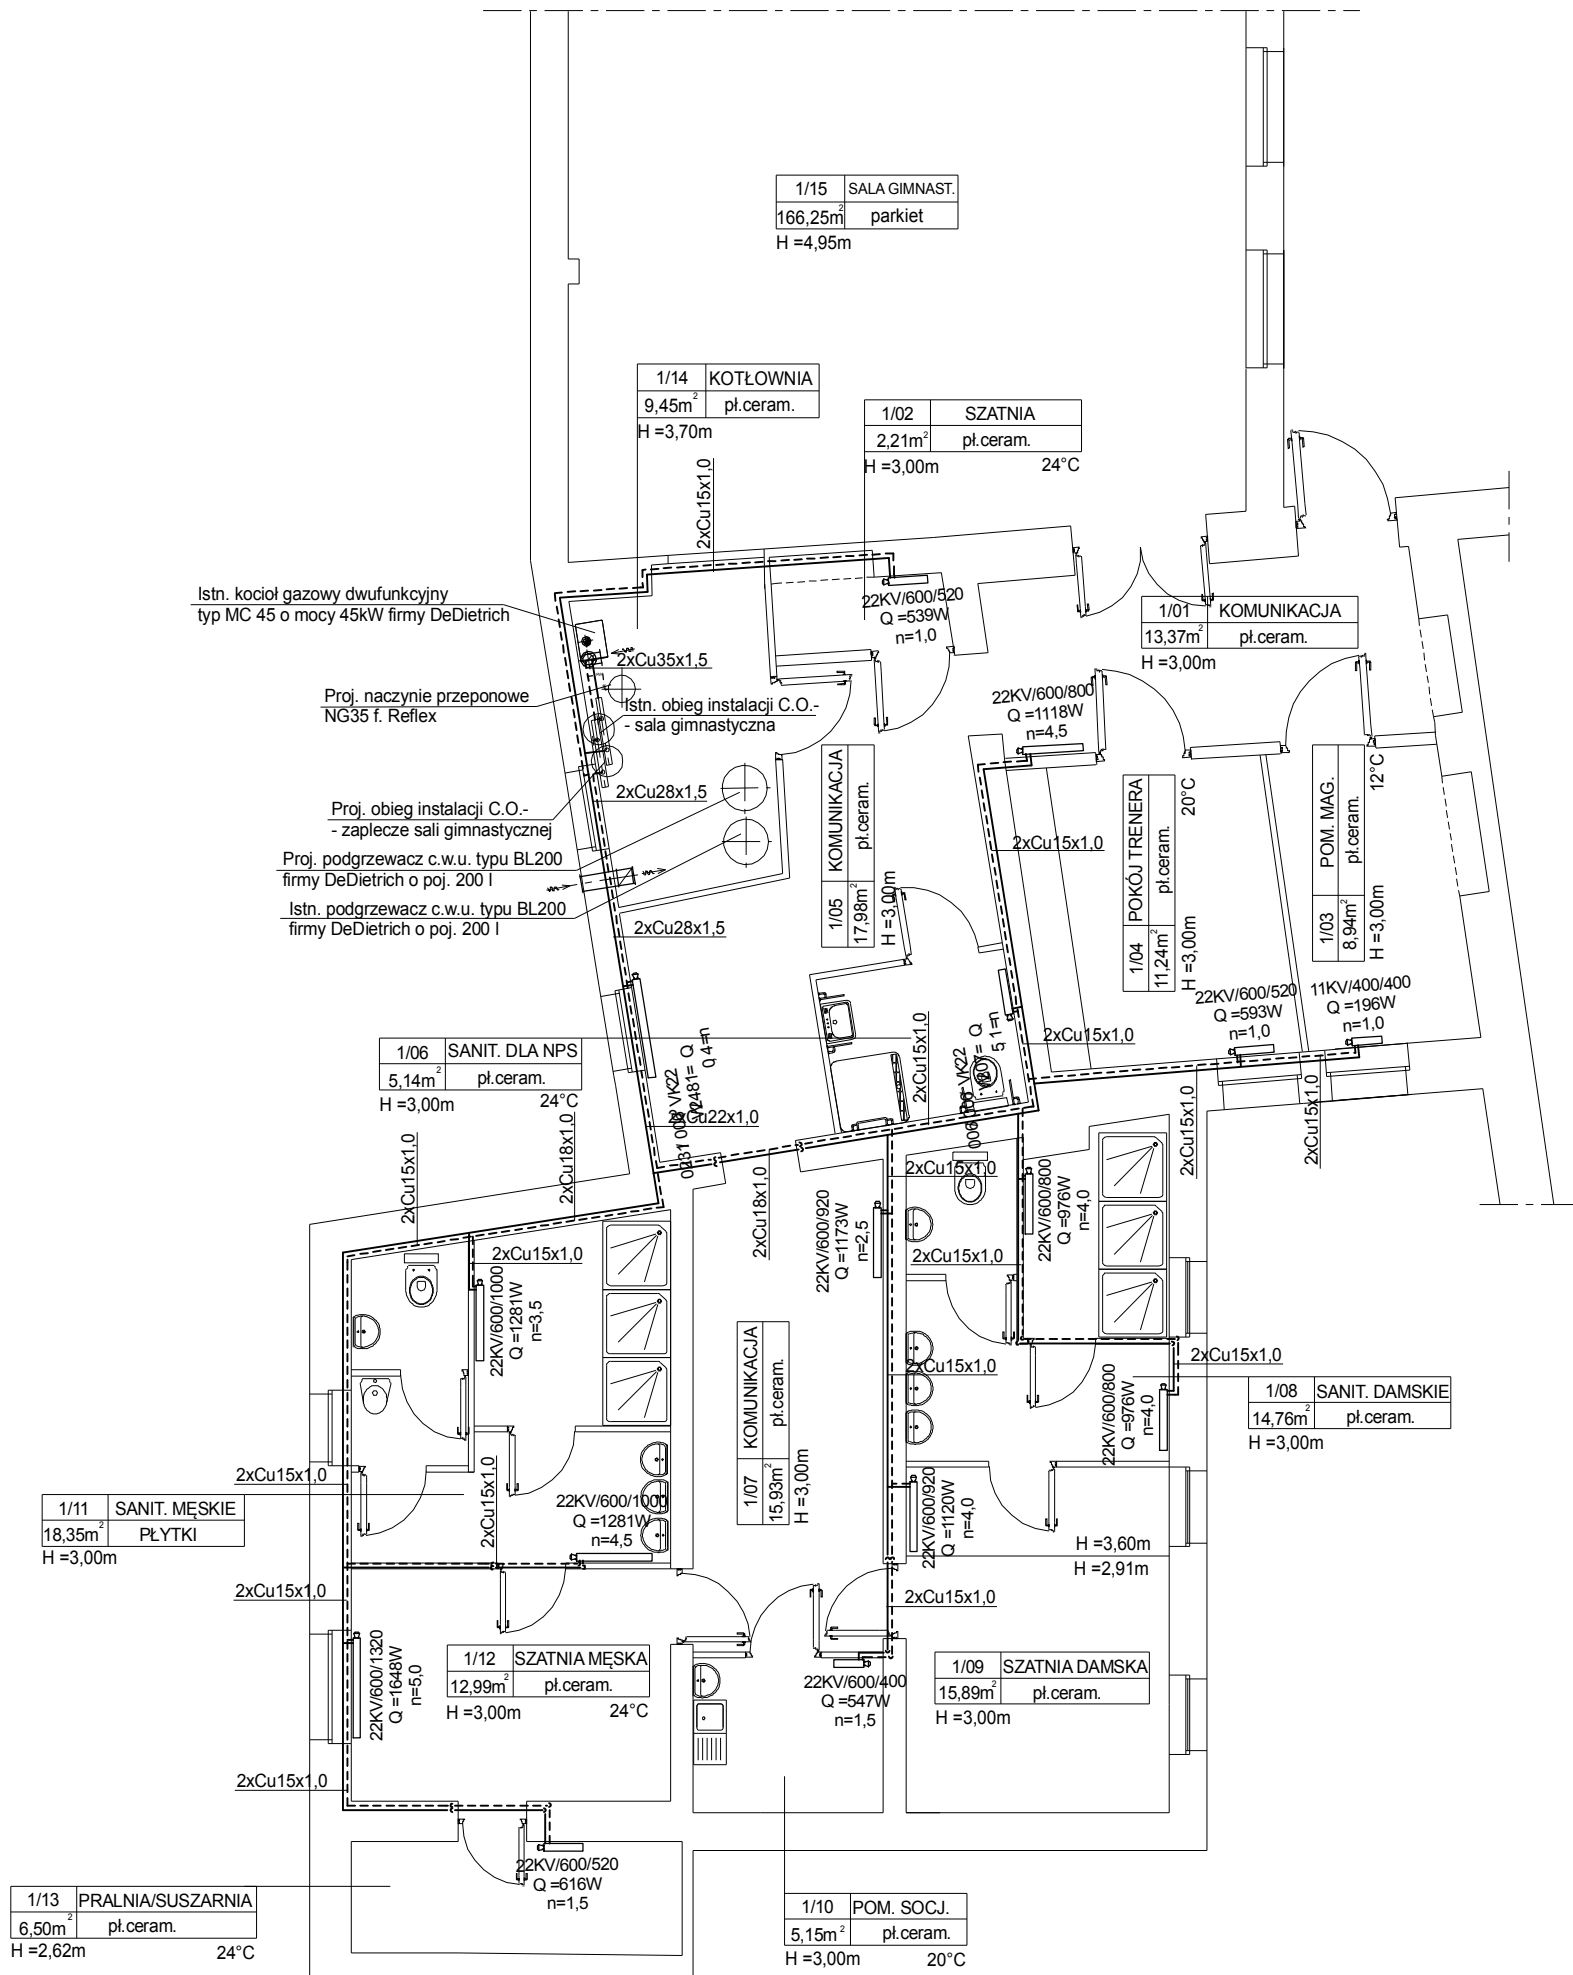 1/15 SALA GIMNAST.
166,25m² parkiet
H =4,95m
1/14 KOTŁOWNIA
9,45m² pł.ceram.
H =3,70m
1/02 SZATNIA
2,21m² pł.ceram.
H =3,00m 24°C
2xCu15x1,0
Istn. kocioł gazowy dwufunkcyjny
typ MC 45 o mocy 45kW firmy DeDietrich
22KV/600/520
Q =539W
n=1,0
1/01 KOMUNIKACJA
13,37m² pł.ceram.
H =3,00m
2xCu35x1,5
Proj. naczynie przeponowe
NG35 f. Reflex
Istn. obieg instalacji C.O.-
- sala gimnastyczna
22KV/600/800
Q =1118W
n=4,5
2xCu28x1,5
Proj. obieg instalacji C.O.-
- zaplecze sali gimnastycznej
Proj. podgrzewacz c.w.u. typu BL200
firmy DeDietrich o poj. 200 l
Istn. podgrzewacz c.w.u. typu BL200
firmy DeDietrich o poj. 200 l
1/05 KOMUNIKACJA
17,98m² pł.ceram.
H =3,00m
1/04 POKÓJ TRENERA
11,24m² pł.ceram.
H =3,00m 20°C
1/03 POM. MAG.
8,94m² pł.ceram.
H =3,00m 12°C
2xCu15x1,0
2xCu28x1,5
22KV/600/520
Q =593W
n=1,0
11KV/400/400
Q =196W
n=1,0
2xCu15x1,0
2xCu15x1,0
1/06 SANIT. DLA NPS
5,14m² pł.ceram.
H =3,00m 24°C
2xCu22x1,0
2xCu15x1,0
2xCu15x1,0
2xCu15x1,0
2xCu18x1,0
2xCu18x1,0
2xCu15x1,0
22KV/600/920
Q =1173W
n=2,5
22KV/600/800
Q =976W
n=4,0
2xCu15x1,0
2xCu15x1,0
22KV/600/1000
Q =1281W
n=3,5
1/07 KOMUNIKACJA
15,93m² pł.ceram.
H =3,00m
2xCu15x1,0
2xCu15x1,0
22KV/600/800
Q =976W
n=4,0
1/08 SANIT. DAMSKIE
14,76m² pł.ceram.
H =3,00m
2xCu15x1,0
1/11 SANIT. MĘSKIE
18,35m² PŁYTKI
H =3,00m
2xCu15x1,0
22KV/600/1000
Q =1281W
n=4,5
22KV/600/920
Q =1120W
n=4,0
H =3,60m
H =2,91m
2xCu15x1,0
2xCu15x1,0
22KV/600/1320
Q =1648W
n=5,0
1/12 SZATNIA MĘSKA
12,99m² pł.ceram.
H =3,00m 24°C
22KV/600/400
Q =547W
n=1,5
1/09 SZATNIA DAMSKA
15,89m² pł.ceram.
H =3,00m
2xCu15x1,0
22KV/600/520
Q =616W
n=1,5
1/13 PRALNIA/SUSZARNIA
6,50m² pł.ceram.
H =2,62m 24°C
1/10 POM. SOCJ.
5,15m² pł.ceram.
H =3,00m 20°C